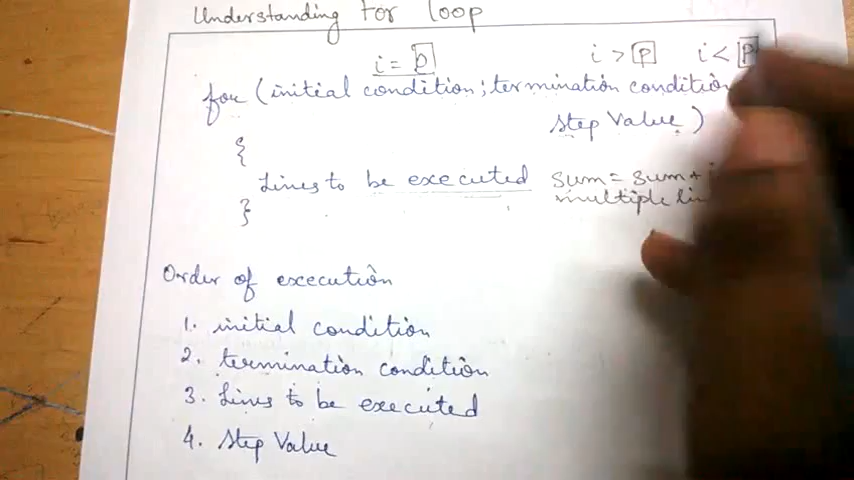 Understanding for loop
i = p i > p i < p
for (initial condition; termination condition
step Value)
{
Lines to be executed sum = sum +
multiple
}
Order of execution
1. initial condition
2. termination condition
3. Lines to be executed
4. Step Value